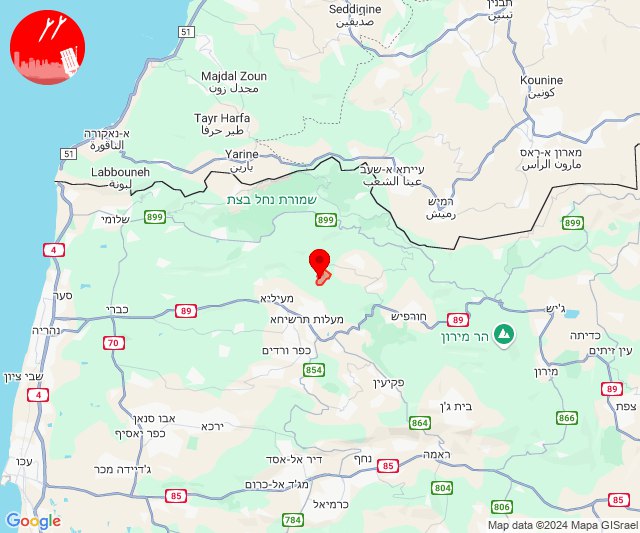 Seddigine
صديقين
תבנין
تبنين
51
Majdal Zoun
مجدل زون
Kounine
كونين
Tayr Harfa
طير حرفا
א-נאקורה
الناقورة
51
Yarine
يارين
מארון א-ראס
مارون الراس
Labbouneh
لبونة
עייתא א-שעב
عيتا الشعب
שמורת נחל בצת
רמיש
رميش
שלומי
899
899
899
4
סער
מעיליא
כברי
89
נהריה
מעלות תרשיחא
חורפיש
89
ג'יש
הר מירון
כדיתה
70
כפר ורדים
עין זיתים
שבי ציון
854
מירון
4
פקיעין
89
צפת
בית ג'ן
אבו סנאן
864
866
כפר יאסיף
ירכא
עכו
ג'דיידה מכר
דיר אל-אסד
נחף
ראמה
85
85
מג'ד אל-כרום
804
כרמיאל
806
784
Google
Map data ©2024 Mapa GISrael